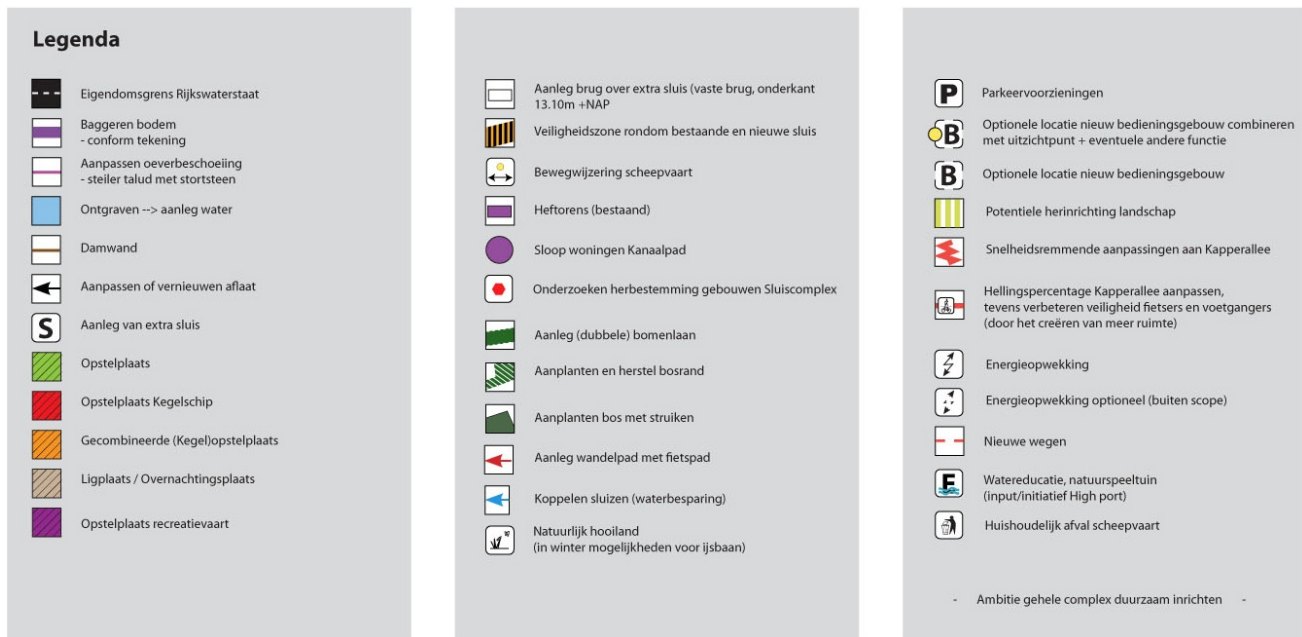 Legenda
Eigendomsgrens Rijkswaterstaat
Baggeren bodem
- conform tekening
Aanpassen oeverbeschoeiing
- steiler talud met stortsteen
Ontgraven --> aanleg water
Damwand
Aanpassen of vernieuwen aflaat
S Aanleg van extra sluis
Opstelplaats
Opstelplaats Kegelschip
Gecombineerde (Kegel)opstelplaats
Ligplaats / Overnachtingsplaats
Opstelplaats recreatievaart
Aanleg brug over extra sluis (vaste brug, onderkant
13.10m +NAP
Veiligheidszone rondom bestaande en nieuwe sluis
Bewegwijzering scheepvaart
Heftorens (bestaand)
Sloop woningen Kanaalpad
Onderzoeken herbestemming gebouwen Sluiscomplex
Aanleg (dubbele) bomenlaan
Aanplanten en herstel bosrand
Aanplanten bos met struiken
Aanleg wandelpad met fietspad
Koppelen sluizen (waterbesparing)
Natuurlijk hooiland
(in winter mogelijkheden voor ijsbaan)
P Parkeervoorzieningen
B Optionele locatie nieuw bedieningsgebouw combineren
met uitzichtpunt + eventuele andere functie
B Optionele locatie nieuw bedieningsgebouw
Potentiele herinrichting landschap
Snelheidsremmende aanpassingen aan Kapperallee
Hellingspercentage Kapperallee aanpassen,
tevens verbeteren veiligheid fietsers en voetgangers
(door het creëren van meer ruimte)
Energieopwekking
Energieopwekking optioneel (buiten scope)
Nieuwe wegen
E Watereducatie, natuurspeeltuin
(input/initiatief High port)
Huishoudelijk afval scheepvaart
- Ambitie gehele complex duurzaam inrichten -